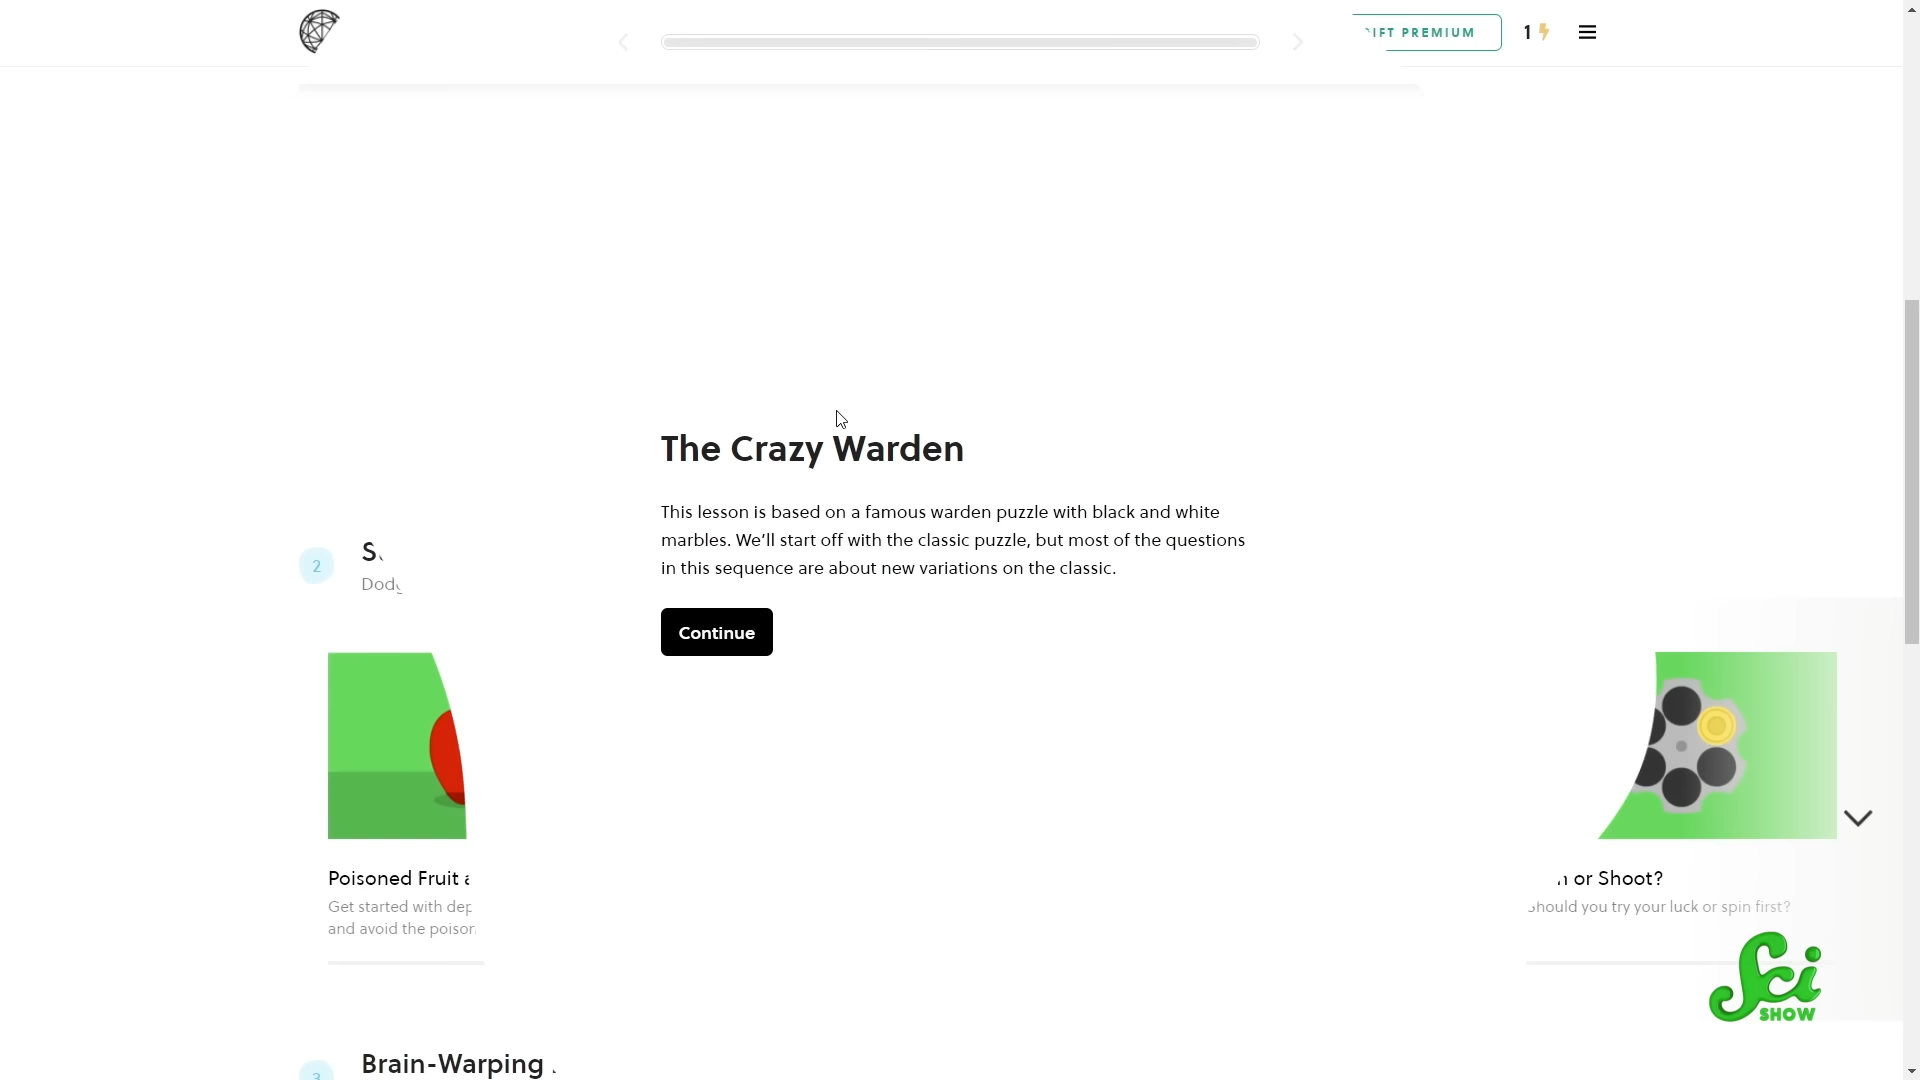 IFT PREMIUM
1
The Crazy Warden
This lesson is based on a famous warden puzzle with black and white
marbles. We'll start off with the classic puzzle, but most of the questions
in this sequence are about new variations on the classic.
Continue
2
Poisoned Fruit
Get started with
and avoid the
or Shoot?
Should you try your luck or spin first?
Sci
SHOW
3
Brain-Warping